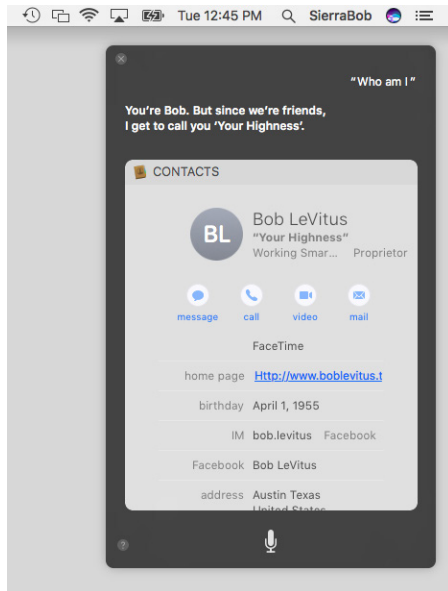 Tue 12:45 PM SierraBob
“Who am I”
You're Bob. But since we're friends,
I get to call you ‘Your Highness’.
CONTACTS
BL
Bob LeVitus
"Your Highness"
Working Smar... Proprietor
message call video mail
FaceTime
home page Http://www.boblevitus.t
birthday April 1, 1955
IM bob.levitus Facebook
Facebook Bob LeVitus
address Austin Texas
United States
?